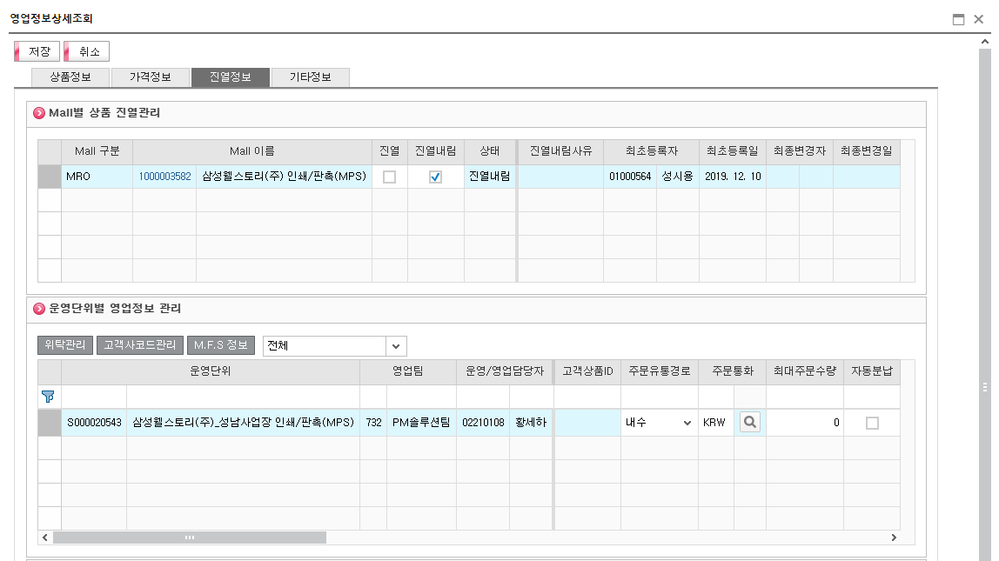 영업정보상세조회
저장 취소
상품정보 가격정보 진열정보 기타정보
Mall별 상품 진열관리
Mall 구분 Mall 이름 진열 진열내림 상태 진열내림사유 최초등록자 최초등록일 최종변경자 최종변경일
MRO 1000003582 삼성웰스토리(주) 인쇄/판촉(MPS) 진열내림 01000564 성시용 2019. 12. 10
운영단위별 영업정보 관리
위탁관리 고객사코드관리 M.F.S 정보 전체
운영단위 영업팀 운영/영업담당자 고객상품ID 주문유통경로 주문통화 최대주문수량 자동분납
S000020543 삼성웰스토리(주)_성남사업장 인쇄/판촉(MPS) 732 PM솔루션팀 02210108 황세하 내수 KRW 0